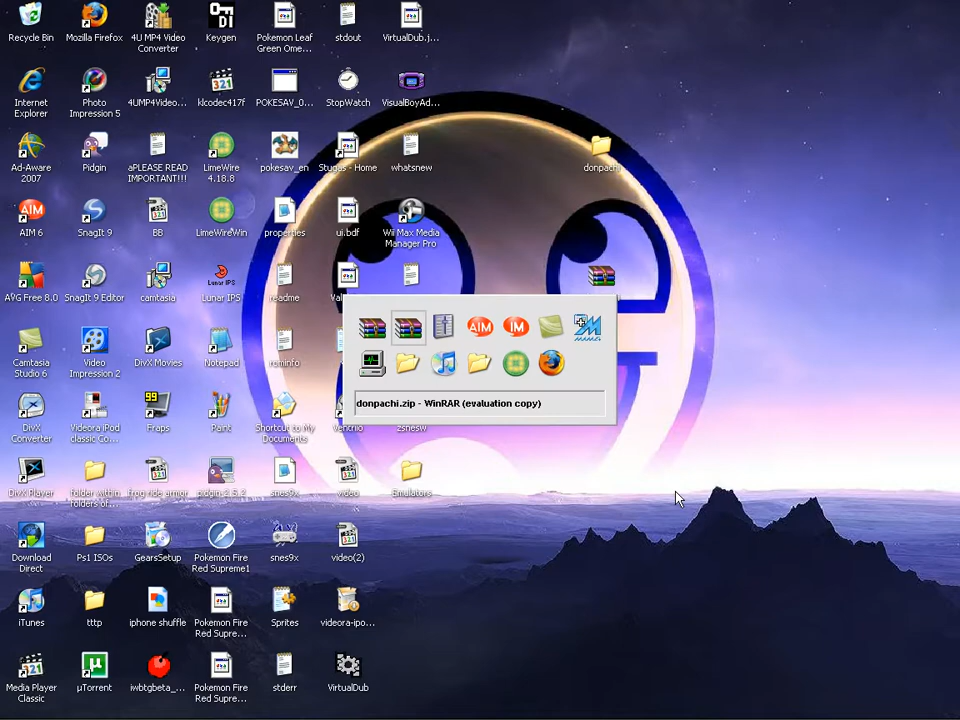 Recycle Bin
Mozilla Firefox
4U MP4 Video
Converter
Keygen
Pokemon Leaf
Green Ome...
stdout
VirtualDub.j...
Internet
Explorer
Photo
Impression 5
4UMP4Video...
klcodec417f
POKESAV_0...
StopWatch
VisualBoyAd...
Ad-Aware
2007
Pidgin
aPLEASE READ
IMPORTANT!!!
LimeWire
4.18.8
pokesav_en
Stugas - Home
whatsnew
donpachi
AIM 6
SnagIt 9
BB
LimeWireWin
properties
ui.bdf
Wii Max Media
Manager Pro
AVG Free 8.0
SnagIt 9 Editor
camtasia
Lunar IPS
readme
Camtasia
Studio 6
Video
Impression 2
DivX Movies
Notepad
rominfo
donpachi.zip - WinRAR (evaluation copy)
DivX
Converter
Videora iPod
classic Co...
Fraps
Paint
Shortcut to My
Documents
Ventrilo
zsnesw
DivX Player
folder within
folders of...
frog ride armor
pidgin-2.5.2
snes9x
video
Emulators
Download
Direct
Ps1 ISOs
GearsSetup
Pokemon Fire
Red Supreme1
snes9x
video(2)
iTunes
tttp
iphone shuffle
Pokemon Fire
Red Supre...
Sprites
videora-ipo...
Media Player
Classic
µTorrent
iwbtgbeta_...
Pokemon Fire
Red Supre...
stderr
VirtualDub